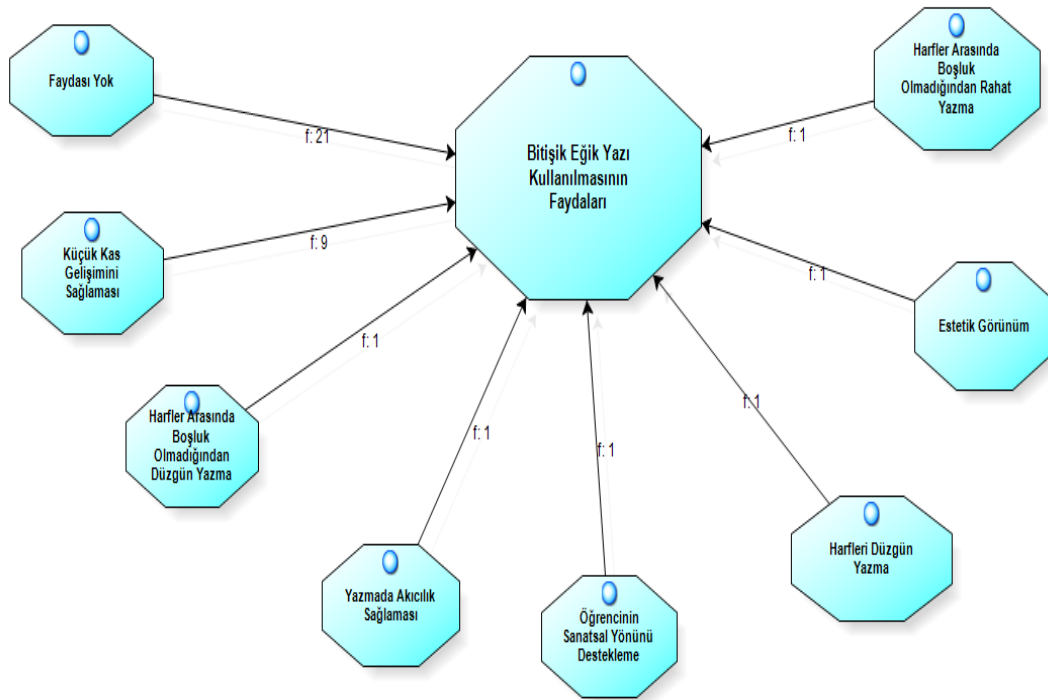 Faydası Yok
f: 21
Küçük Kas
Gelişimini
Sağlaması
f: 9
Harfler Arasında
Boşluk
Olmadığından
Düzgün Yazma
f: 1
Yazmada Akıcılık
Sağlaması
f: 1
Öğrencinin
Sanatsal Yönünü
Destekleme
f: 1
Harfleri Düzgün
Yazma
f: 1
Estetik Görünüm
f: 1
Harfler Arasında
Boşluk
Olmadığından Rahat
Yazma
f: 1
Bitişik Eğik Yazı
Kullanılmasının
Faydaları